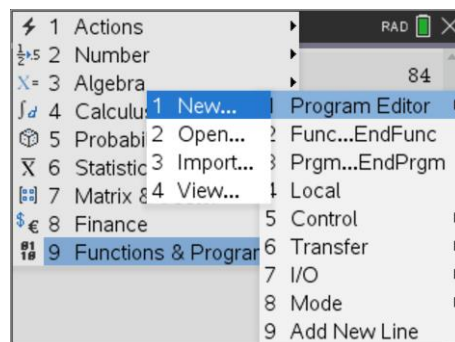 1 Actions
2 Number
3 Algebra
4 Calculu
5 Probabi
6 Statistic
7 Matrix &
8 Finance
9 Functions & Progra
1 New...
2 Open...
3 Import...
4 View...
1 Program Editor
2 Func...EndFunc
3 Prgm...EndPrgm
4 Local
5 Control
6 Transfer
7 I/O
8 Mode
9 Add New Line
RAD
84